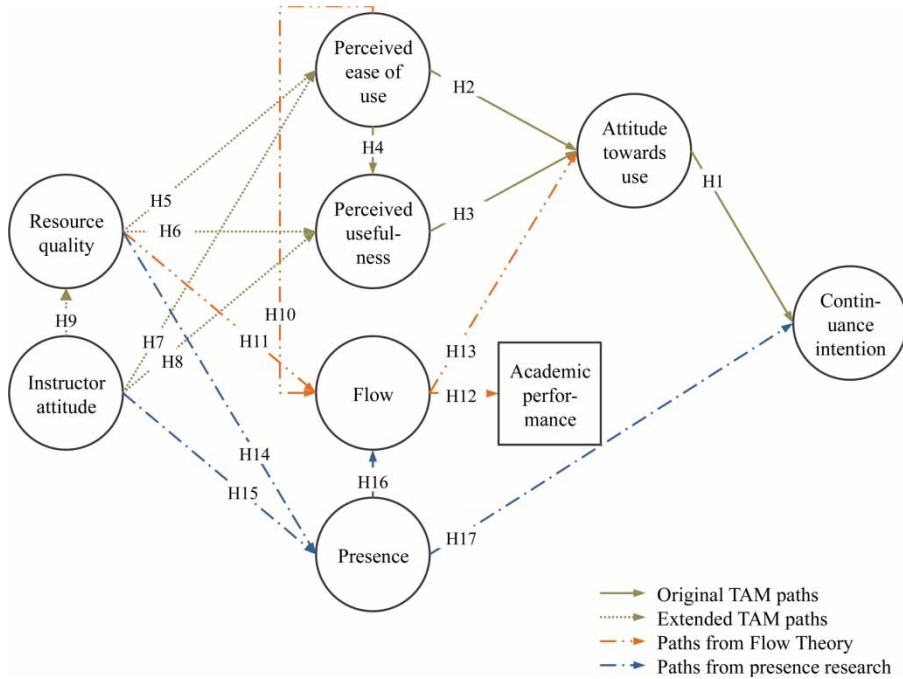 Perceived
ease of
use
H2
Attitude
towards
use
H4
H1
H5
Resource
quality
H6
Perceived
useful-
ness
H3
Contin-
uance
intention
H9
H10
H7
H11
H8
H13
Instructor
attitude
Flow
H12
Academic
perfor-
mance
H14
H15
H16
H17
Presence
Original TAM paths
Extended TAM paths
Paths from Flow Theory
Paths from presence research